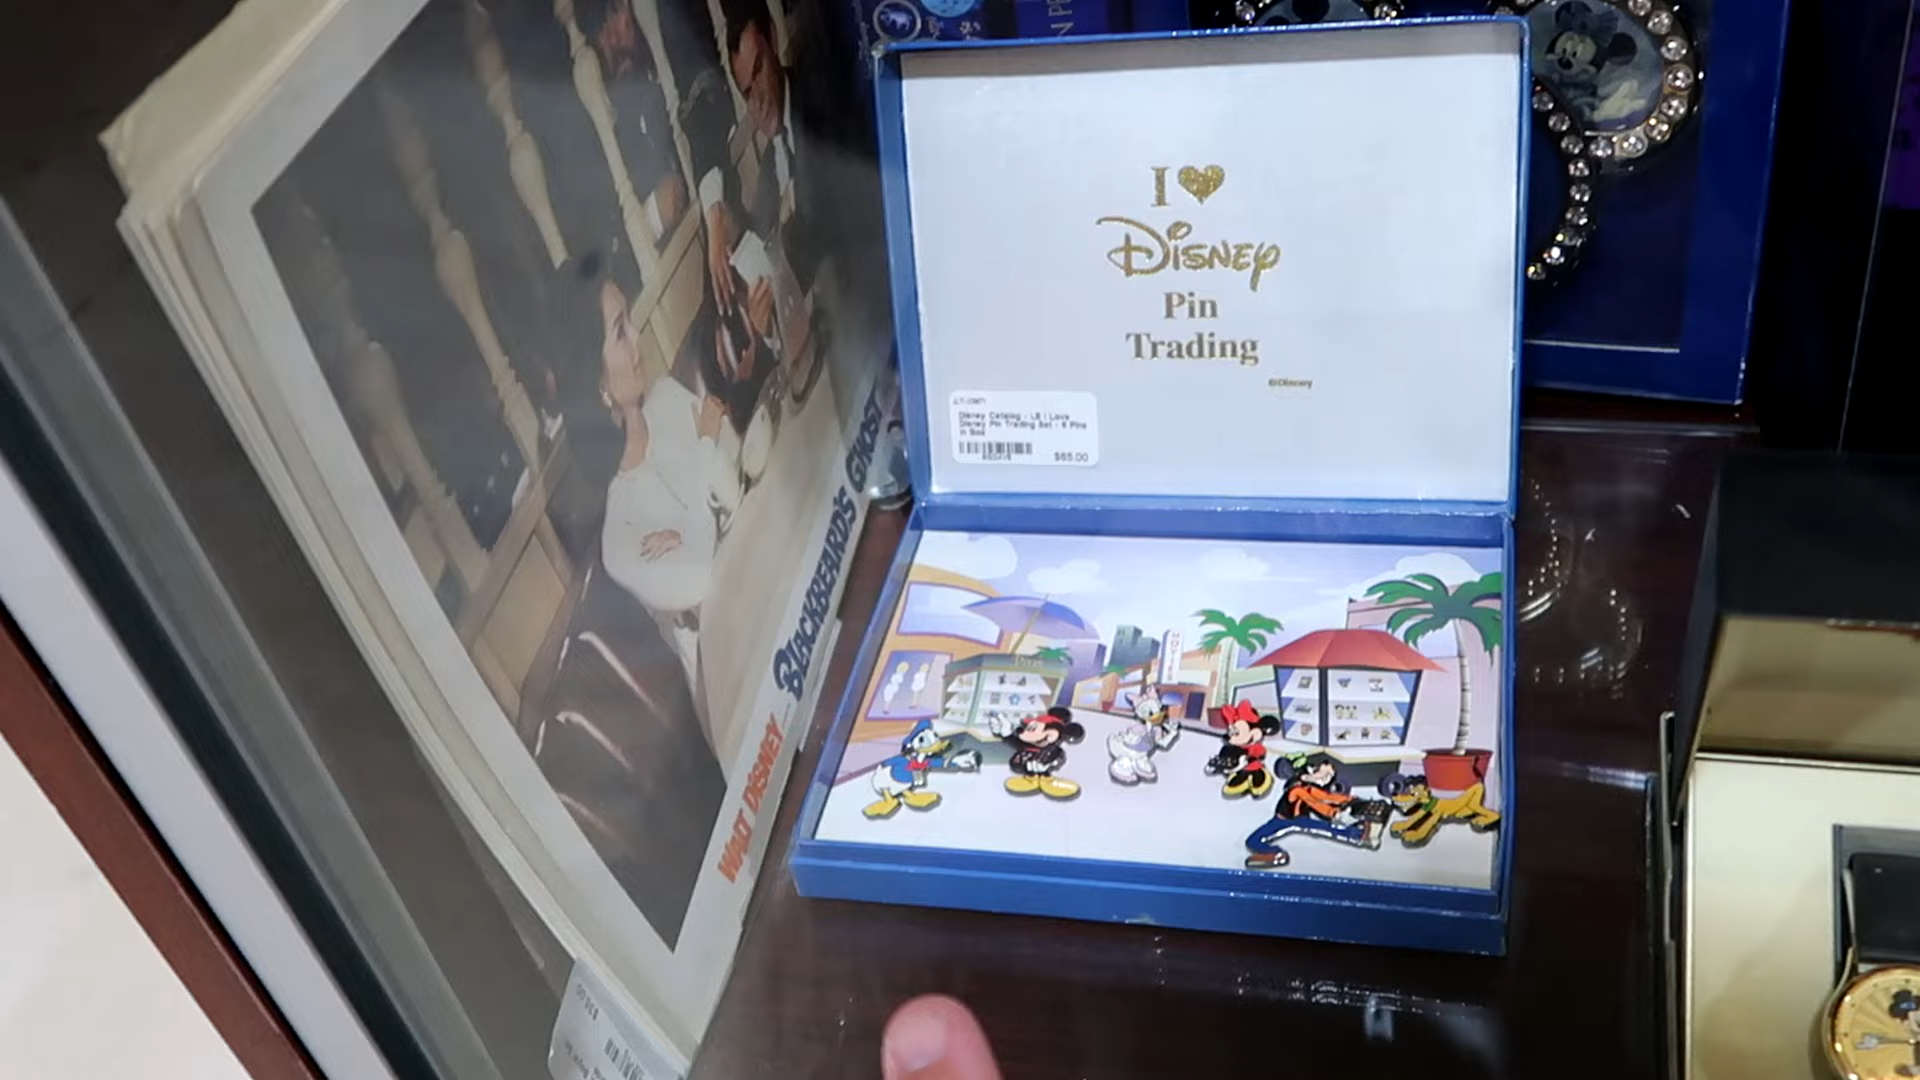 I ♥
Disney
Pin
Trading
©Disney
Disney Catalog - LE I Love
Disney Pin Trading Set - 6 Pins
in Box
$65.00
WALT DISNEY
BLACKBEARD'S GHOST
MOVIES